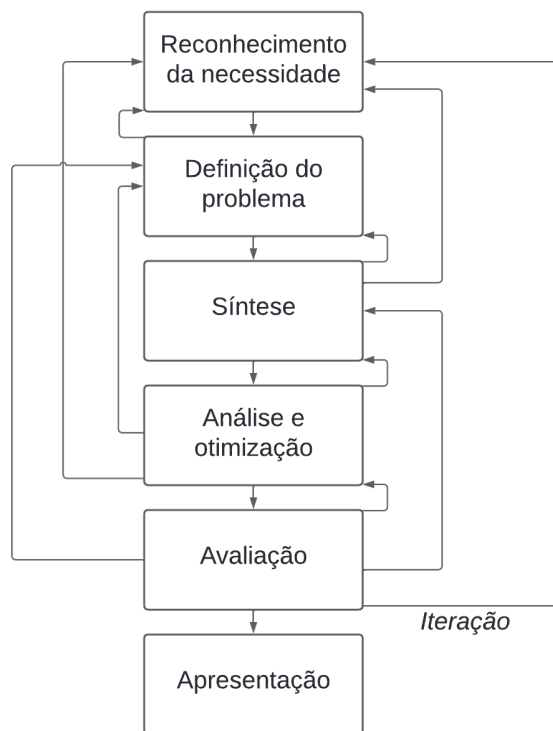 Reconhecimento
da necessidade
Definição do
problema
Síntese
Análise e
otimização
Avaliação
Iteração
Apresentação